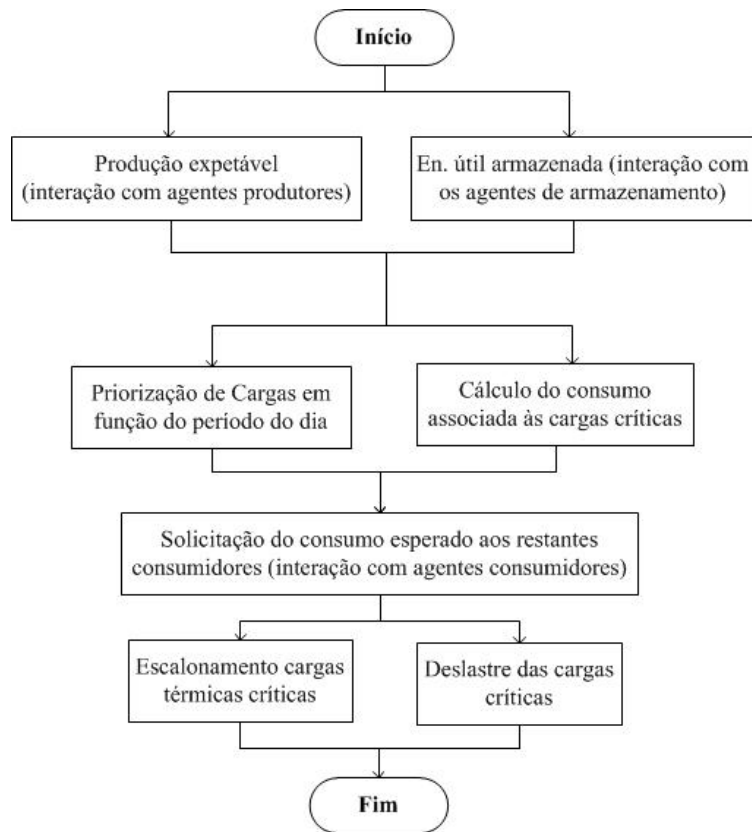 Início
Produção expetável
(interação com agentes produtores)
En. útil armazenada (interação com
os agentes de armazenamento)
Priorização de Cargas em
função do período do dia
Cálculo do consumo
associada às cargas críticas
Solicitação do consumo esperado aos restantes
consumidores (interação com agentes consumidores)
Escalonamento cargas
térmicas críticas
Deslastre das cargas
críticas
Fim